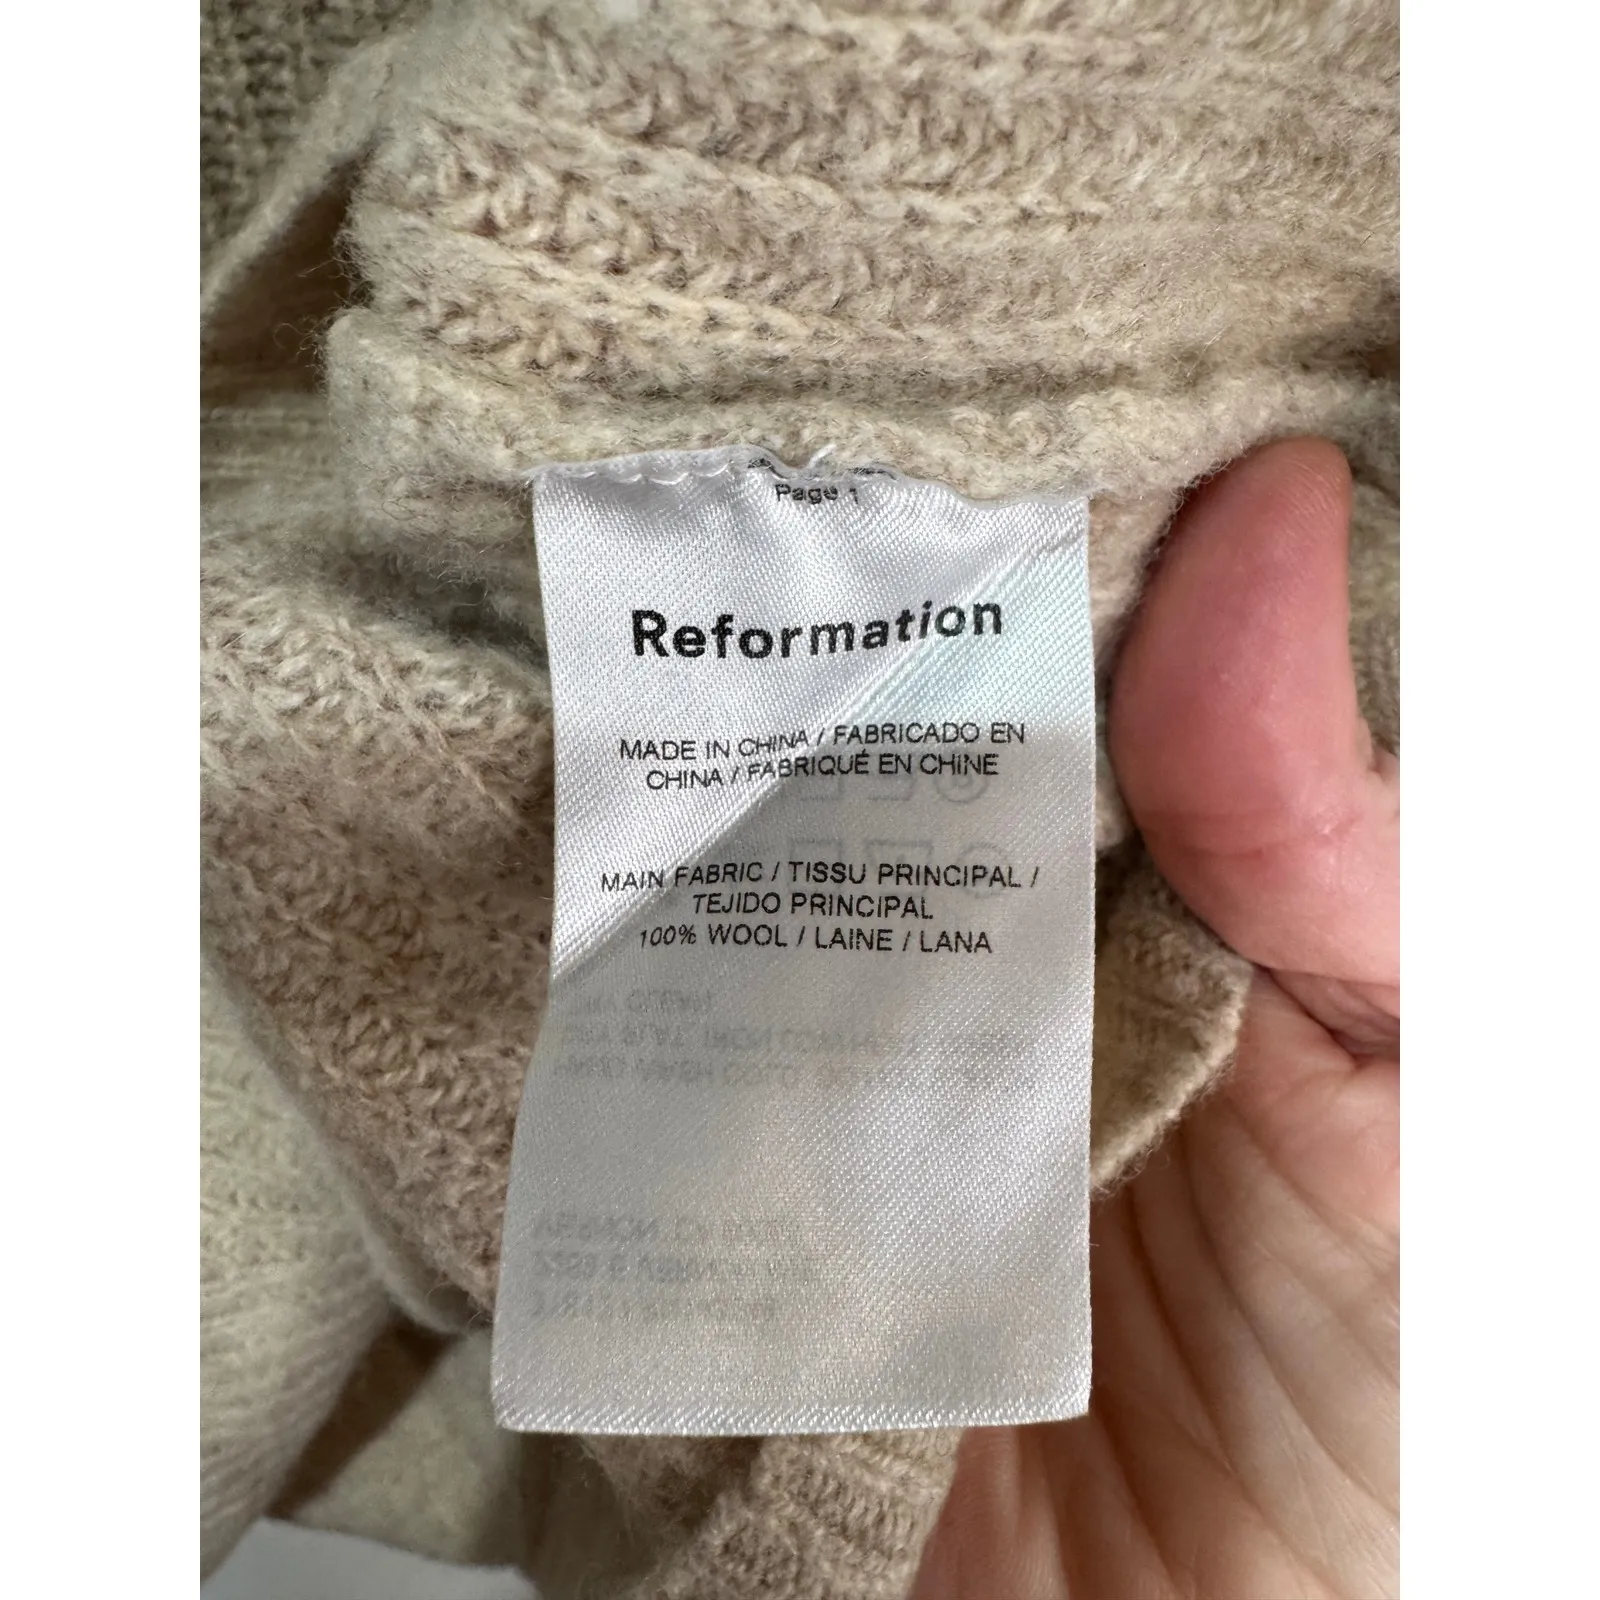 Page 1
Reformation
MADE IN CHINA / FABRICADO EN
CHINA / FABRIQUÉ EN CHINE
MAIN FABRIC / TISSU PRINCIPAL /
TEJIDO PRINCIPAL
100% WOOL / LAINE / LANA